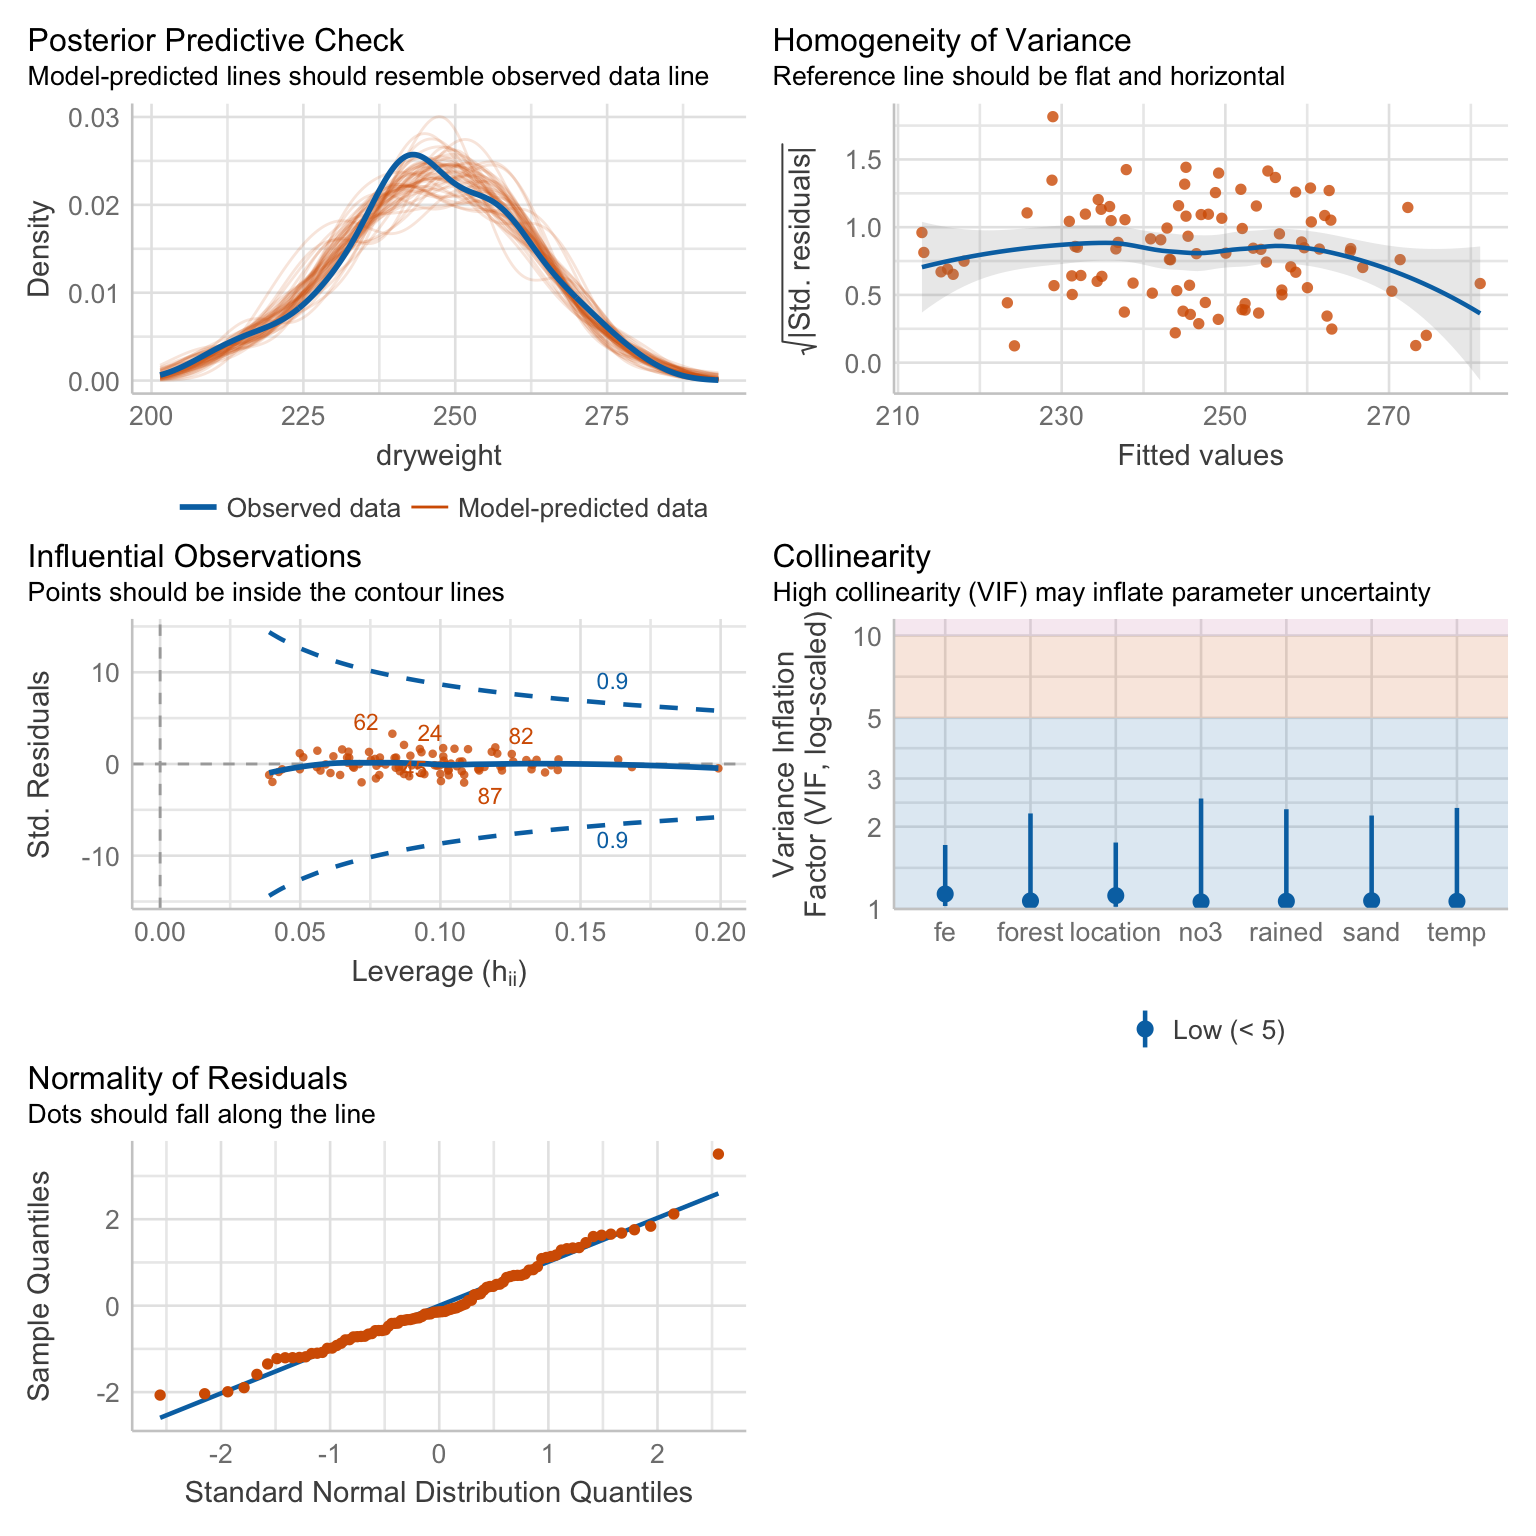 Posterior Predictive Check
Model-predicted lines should resemble observed data line
0.03
0.02
0.01
0.00
Density
200 225 250 275
dryweight
Observed data Model-predicted data
Homogeneity of Variance
Reference line should be flat and horizontal
1.5
1.0
0.5
0.0
√|Std. residuals|
210 230 250 270
Fitted values
Influential Observations
Points should be inside the contour lines
10
0
-10
Std. Residuals
0.9
62 24 82
87
0.9
0.00 0.05 0.10 0.15 0.20
Leverage (hii)
Collinearity
High collinearity (VIF) may inflate parameter uncertainty
Variance Inflation
Factor (VIF, log-scaled)
10
5
3
2
1
fe forest location no3 rained sand temp
Low (< 5)
Normality of Residuals
Dots should fall along the line
2
0
-2
Sample Quantiles
-2 -1 0 1 2
Standard Normal Distribution Quantiles